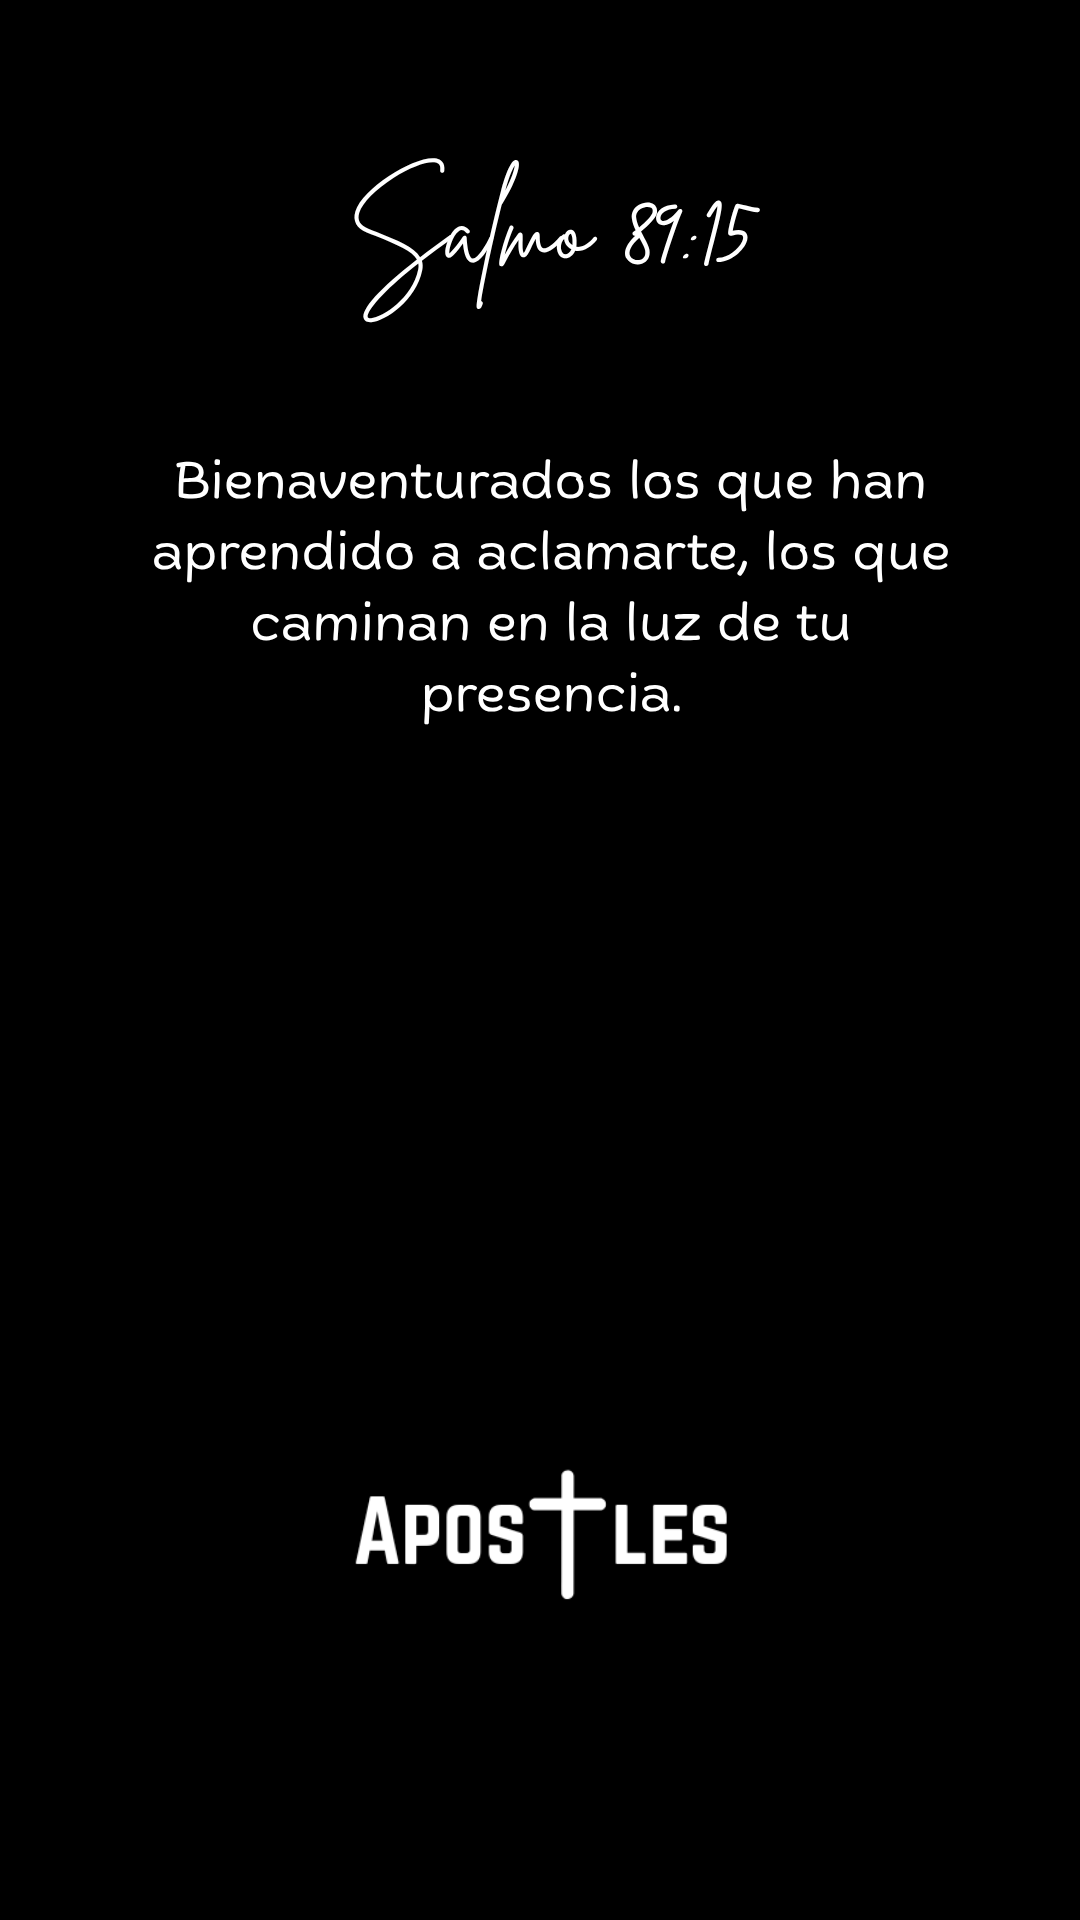 Salmo 89:15
Bienaventurados los que han
aprendido a aclamarte, los que
caminan en la luz de tu
presencia.
APOSTLES